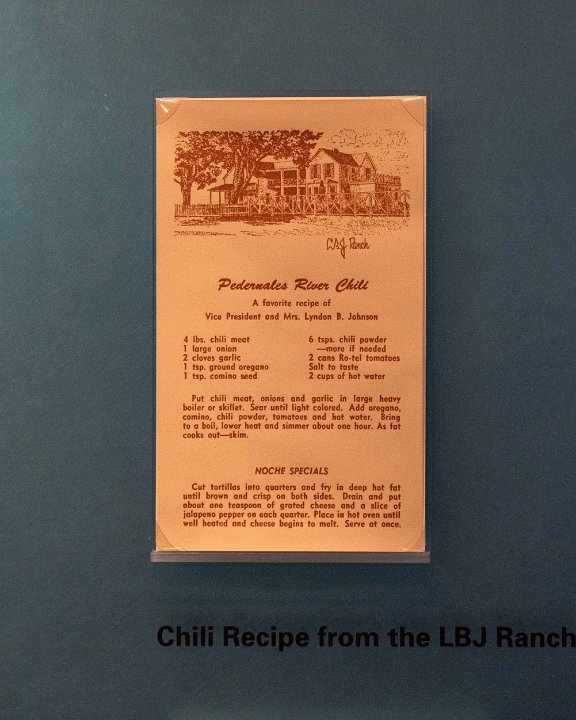 LBJ Ranch
Pedernales River Chili
A favorite recipe of
Vice President and Mrs. Lyndon B. Johnson
4 lbs. chili meat
1 large onion
2 cloves garlic
1 tsp. ground oregano
1 tsp. comino seed
6 tsps. chili powder
—more if needed
2 cans Ro-tel tomatoes
Salt to taste
2 cups of hot water
Put chili meat, onions and garlic in large heavy
boiler or skillet. Sear until light colored. Add oregano,
comino, chili powder, tomatoes and hot water. Bring
to a boil, lower heat and simmer about one hour. As fat
cooks out—skim.
NOCHE SPECIALS
Cut tortillas into quarters and fry in deep hot fat
until brown and crisp on both sides. Drain and put
about one teaspoon of grated cheese and a slice of
jalapeno pepper on each quarter. Place in hot oven until
well heated and cheese begins to melt. Serve at once.
Chili Recipe from the LBJ Ranch